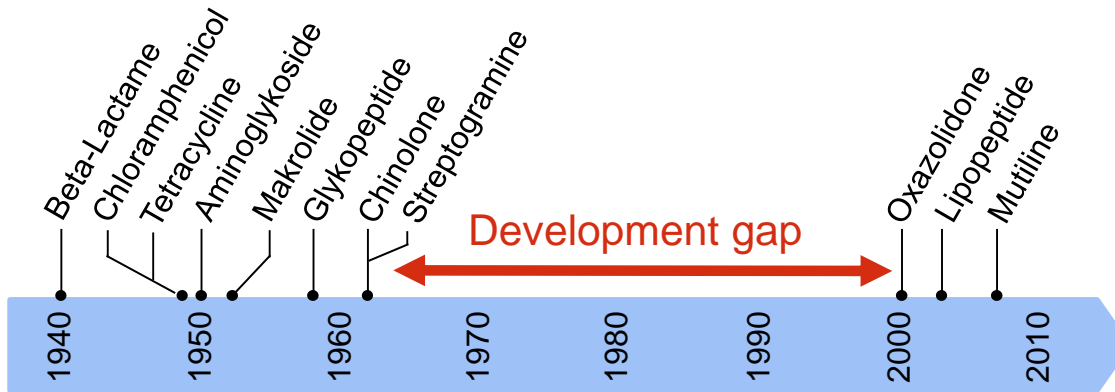 Beta-Lactame
Chloramphenicol
Tetracycline
Aminoglykoside
Makrolide
Glykopeptide
Chinolone
Streptogramine
Oxazolidone
Lipopeptide
Mutiline
Development gap
1940
1950
1960
1970
1980
1990
2000
2010